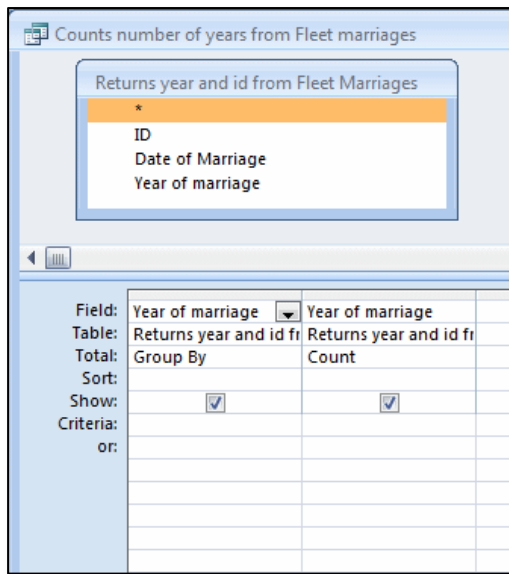 Counts number of years from Fleet marriages
Returns year and id from Fleet Marriages
*
ID
Date of Marriage
Year of marriage
Field: Year of marriage Year of marriage
Table: Returns year and id fr Returns year and id fr
Total: Group By Count
Sort:
Show:
Criteria:
or: